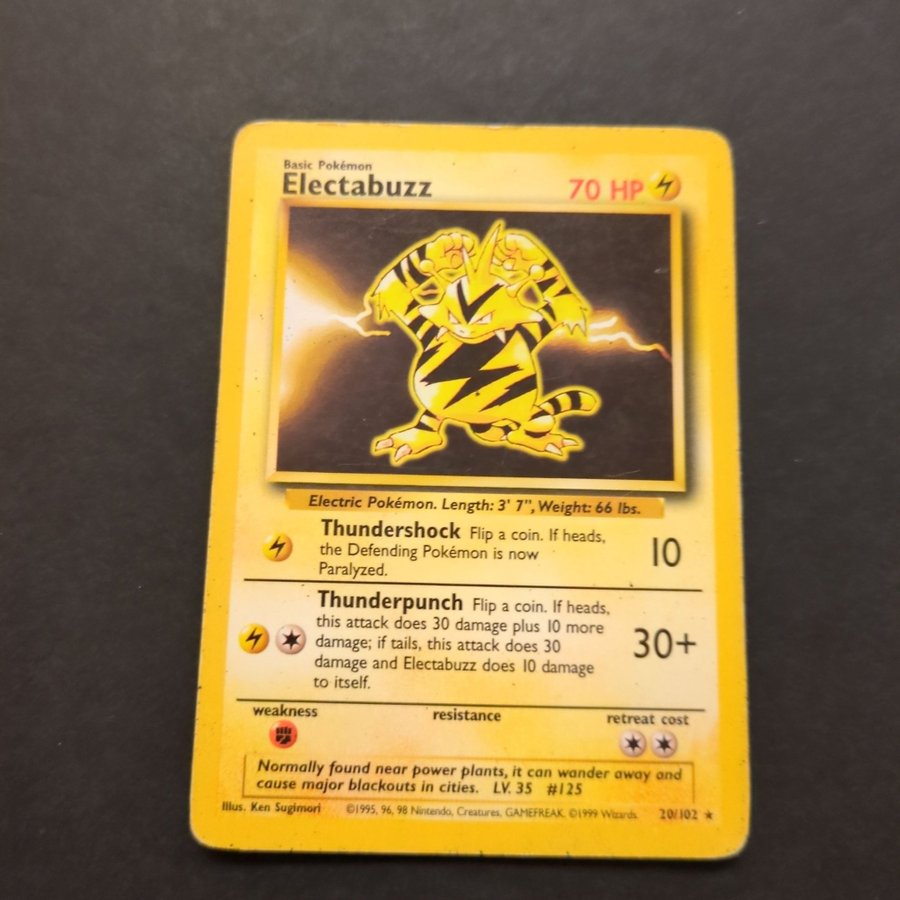 Basic Pokémon
Electabuzz 70 HP
Electric Pokémon. Length: 3' 7", Weight: 66 lbs.
Thundershock Flip a coin. If heads,
the Defending Pokémon is now
Paralyzed.
10
Thunderpunch Flip a coin. If heads,
this attack does 30 damage plus 10 more
damage; if tails, this attack does 30
damage and Electabuzz does 10 damage
to itself.
30+
weakness resistance retreat cost
Normally found near power plants, it can wander away and
cause major blackouts in cities. LV. 35 #125
Illus. Ken Sugimori ©1995, 96, 98 Nintendo, Creatures, GAMEFREAK. ©1999 Wizards. 20/102 ★